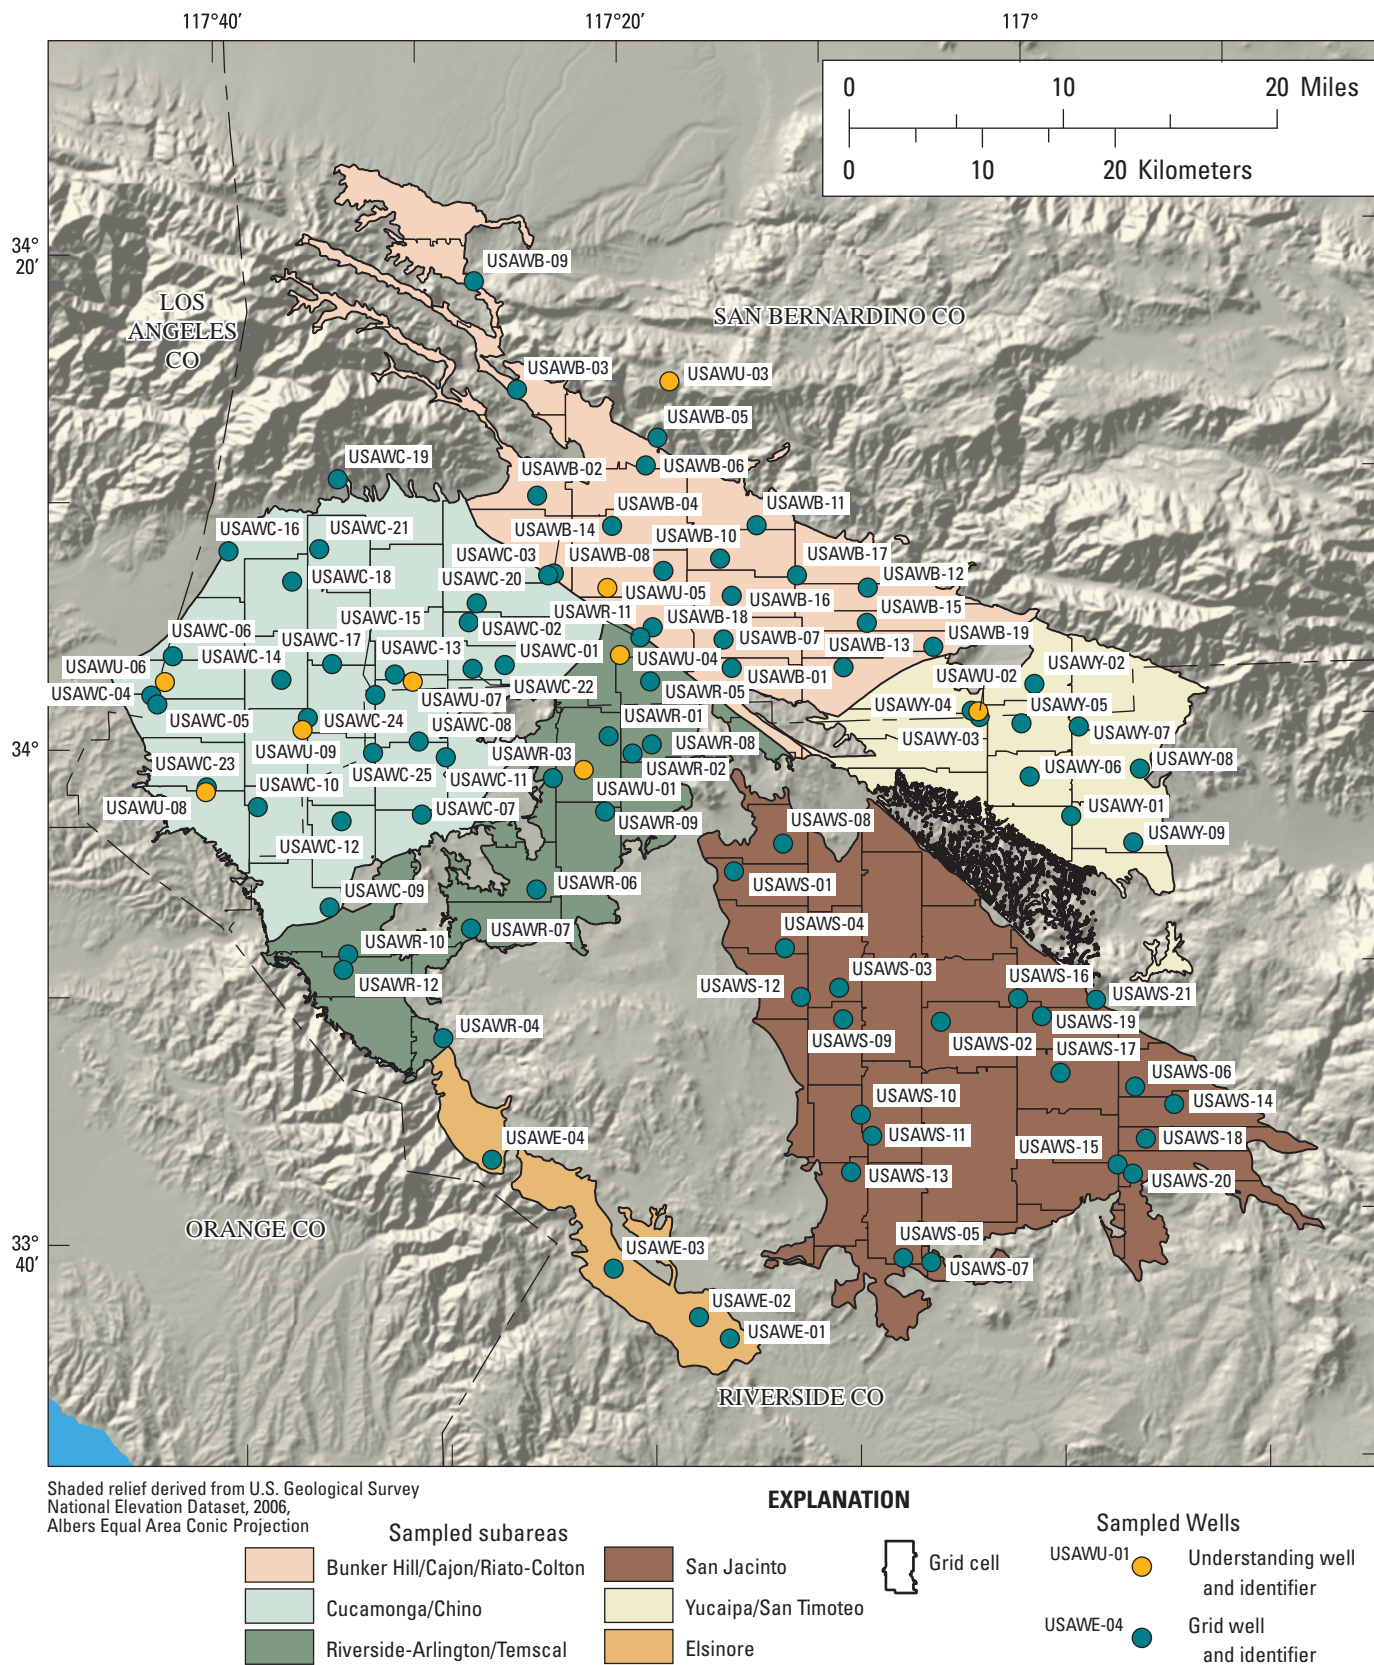 117°40′
117°20′
117°
0
10
20 Miles
0
10
20 Kilometers
34°
20′
USAWB-09
LOS
ANGELES
CO
SAN BERNARDINO CO
USAWB-03
USAWU-03
USAWB-05
USAWC-19
USAWB-02
USAWB-06
USAWB-04
USAWB-11
USAWC-16
USAWC-21
USAWB-14
USAWB-10
USAWC-03
USAWB-08
USAWB-17
USAWC-18
USAWC-20
USAWB-12
USAWU-05
USAWB-16
USAWC-15
USAWR-11
USAWB-15
USAWC-06
USAWC-17
USAWC-02
USAWB-18
USAWB-07
USAWB-13
USAWB-19
USAWU-06
USAWC-14
USAWC-13
USAWC-01
USAWU-04
USAWB-01
USAWU-02
USAWY-02
USAWC-04
USAWU-07
USAWC-22
USAWR-05
USAWY-04
USAWY-05
USAWC-05
USAWC-24
USAWC-08
USAWR-01
USAWY-03
USAWY-07
34°
USAWU-09
USAWR-03
USAWR-08
USAWC-23
USAWC-10
USAWC-25
USAWC-11
USAWR-02
USAWY-06
USAWY-08
USAWU-08
USAWC-07
USAWU-01
USAWY-01
USAWR-09
USAWC-12
USAWS-08
USAWY-09
USAWC-09
USAWR-06
USAWS-01
USAWR-10
USAWR-07
USAWS-04
USAWR-12
USAWS-12
USAWS-03
USAWS-16
USAWS-21
USAWR-04
USAWS-09
USAWS-02
USAWS-19
USAWS-17
USAWS-06
USAWS-10
USAWS-14
USAWE-04
USAWS-11
USAWS-15
USAWS-18
USAWS-13
USAWS-20
ORANGE CO
33°
40′
USAWE-03
USAWS-05
USAWS-07
USAWE-02
USAWE-01
RIVERSIDE CO
Shaded relief derived from U.S. Geological Survey
National Elevation Dataset, 2006,
Albers Equal Area Conic Projection
EXPLANATION
Sampled subareas
Bunker Hill/Cajon/Riato-Colton
Cucamonga/Chino
Riverside-Arlington/Temscal
San Jacinto
Yucaipa/San Timoteo
Elsinore
Grid cell
Sampled Wells
USAWU-01
Understanding well
and identifier
USAWE-04
Grid well
and identifier